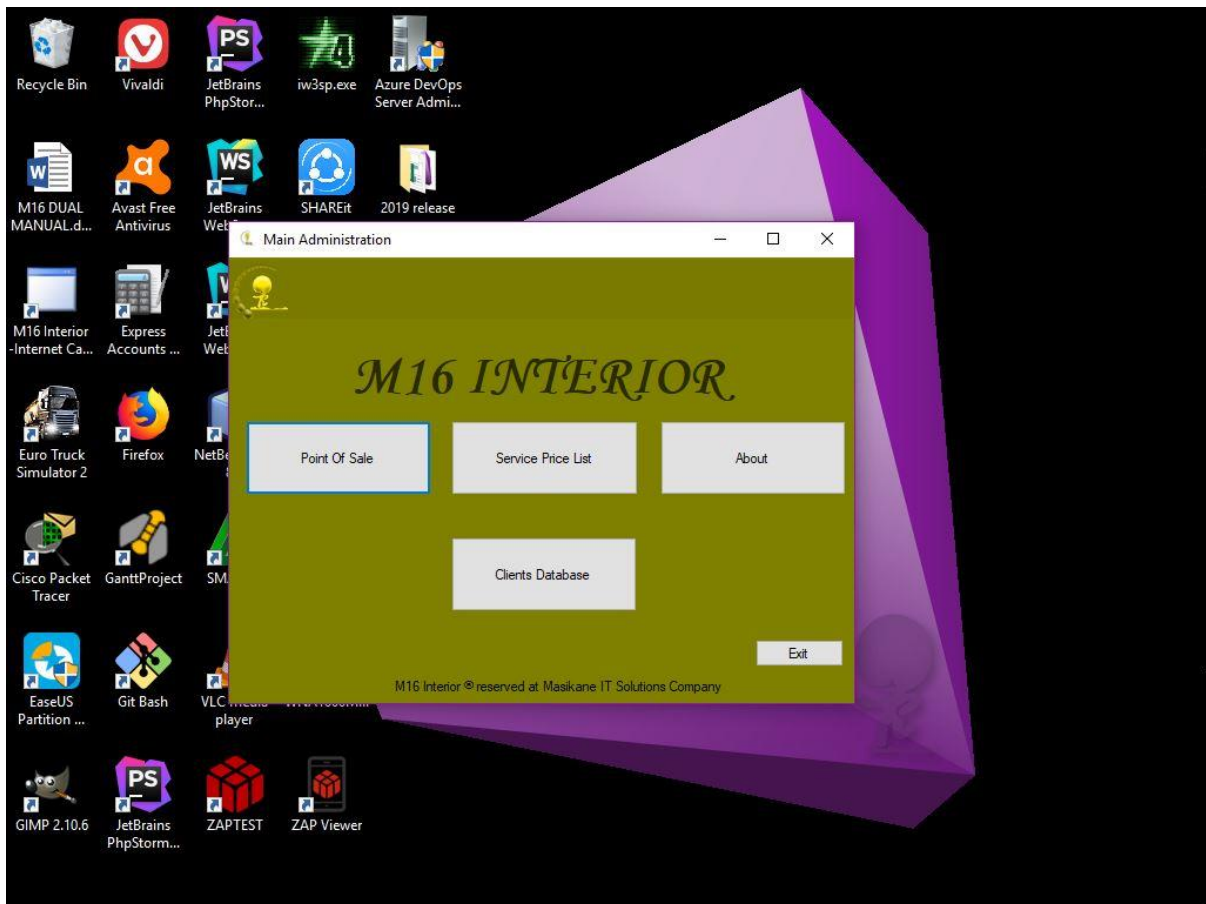 Recycle Bin
Vivaldi
JetBrains
PhpStor...
iw3sp.exe
Azure DevOps
Server Admi...
M16 DUAL
MANUAL.d...
Avast Free
Antivirus
JetBrains
SHAREit
2019 release
Main Administration
M16 Interior
-Internet Ca...
Express
Accounts ...
M16 INTERIOR
Euro Truck
Simulator 2
Firefox
Point Of Sale
Service Price List
About
Cisco Packet
Tracer
GanttProject
Clients Database
Exit
EaseUS
Partition ...
Git Bash
VLC media
player
M16 Interior ® reserved at Masikane IT Solutions Company
GIMP 2.10.6
JetBrains
PhpStorm...
ZAPTEST
ZAP Viewer